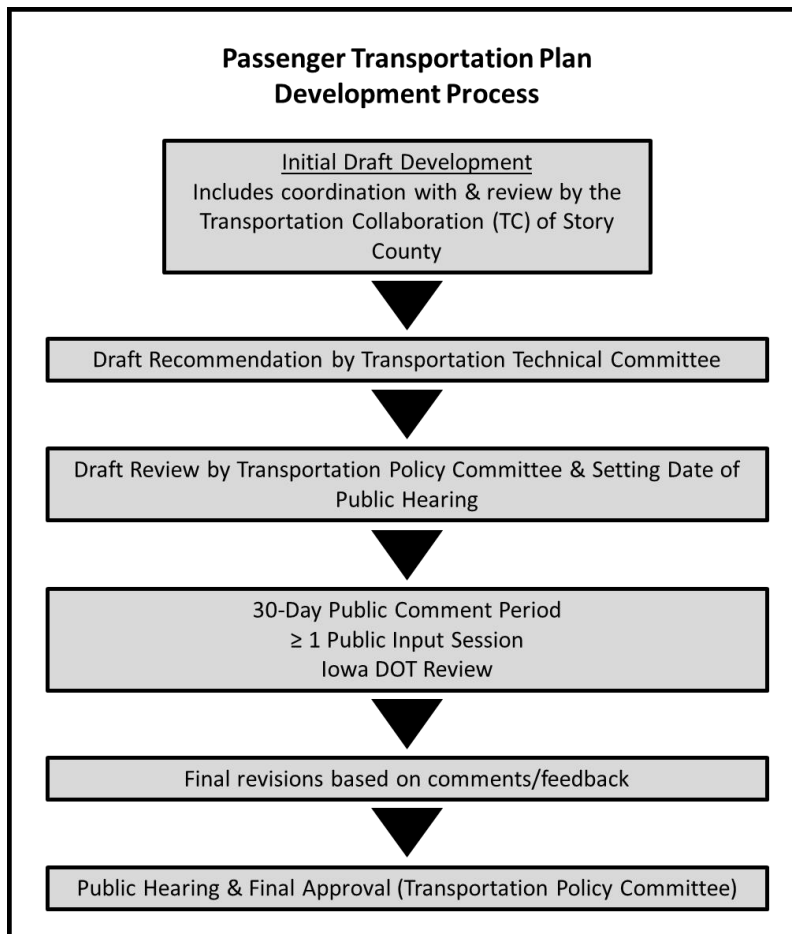 Passenger Transportation Plan
Development Process
Initial Draft Development
Includes coordination with & review by the
Transportation Collaboration (TC) of Story
County
Draft Recommendation by Transportation Technical Committee
Draft Review by Transportation Policy Committee & Setting Date of
Public Hearing
30-Day Public Comment Period
≥ 1 Public Input Session
Iowa DOT Review
Final revisions based on comments/feedback
Public Hearing & Final Approval (Transportation Policy Committee)